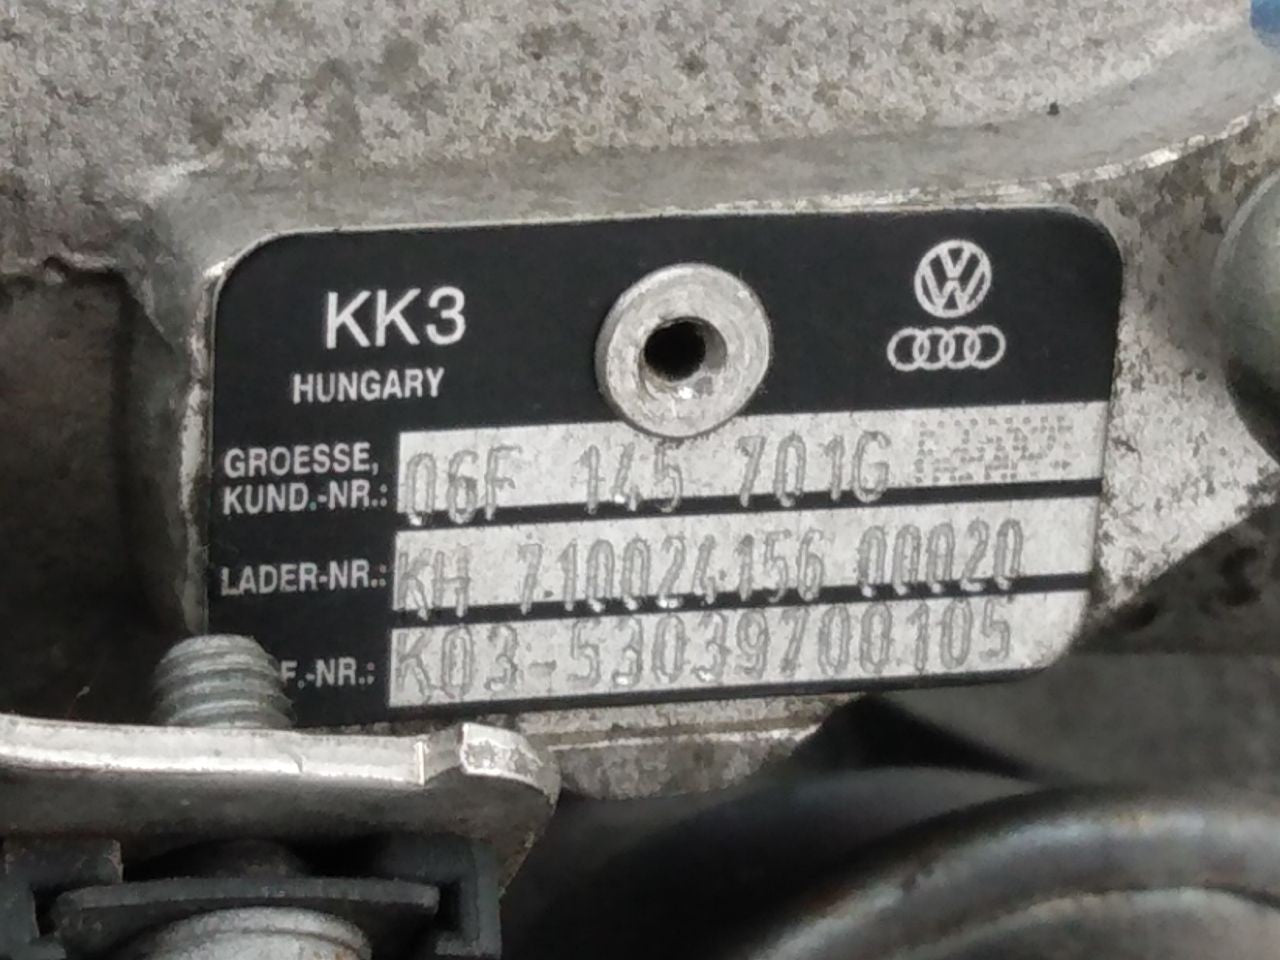 KK3
HUNGARY
GROESSE,
KUND.-NR.: 06F 145 701G
LADER-NR.: KH 710024156 00020
F.-NR.: K03-53039700105